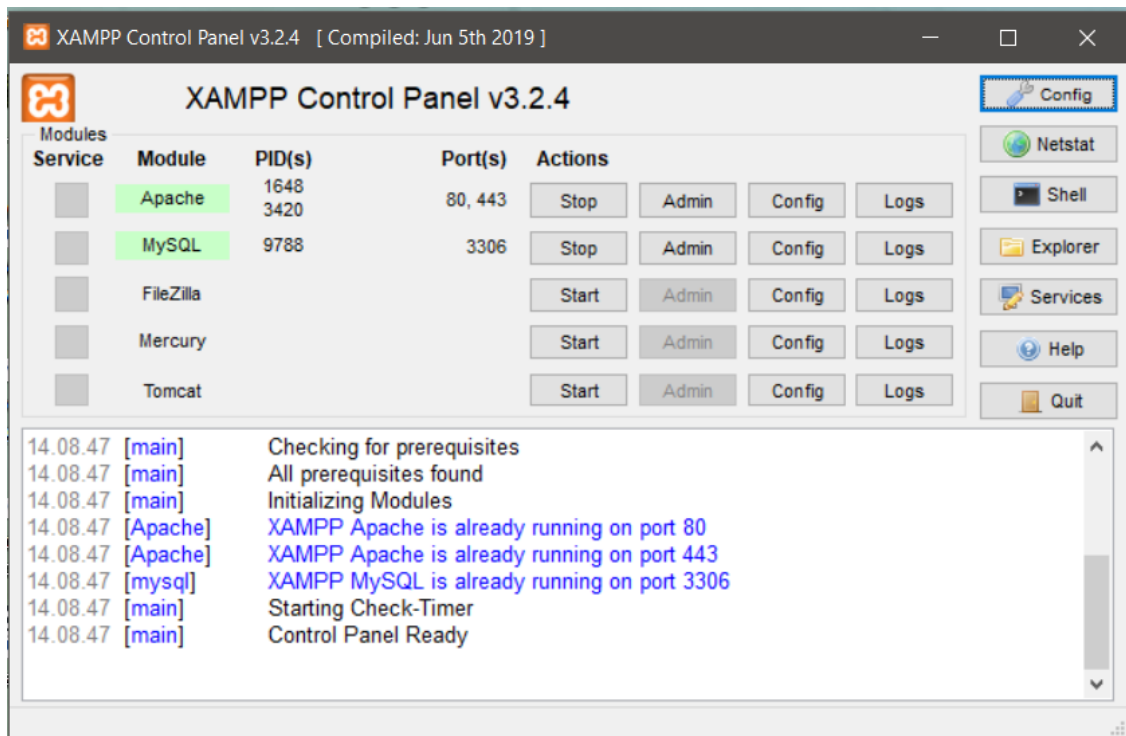 XAMPP Control Panel v3.2.4 [ Compiled: Jun 5th 2019 ]
XAMPP Control Panel v3.2.4
Config
Modules
Service Module PID(s) Port(s) Actions
Netstat
Apache 1648 3420 80, 443 Stop Admin Config Logs
Shell
MySQL 9788 3306 Stop Admin Config Logs
Explorer
FileZilla Start Admin Config Logs
Services
Mercury Start Admin Config Logs
Help
Tomcat Start Admin Config Logs
Quit
14.08.47 [main] Checking for prerequisites
14.08.47 [main] All prerequisites found
14.08.47 [main] Initializing Modules
14.08.47 [Apache] XAMPP Apache is already running on port 80
14.08.47 [Apache] XAMPP Apache is already running on port 443
14.08.47 [mysql] XAMPP MySQL is already running on port 3306
14.08.47 [main] Starting Check-Timer
14.08.47 [main] Control Panel Ready